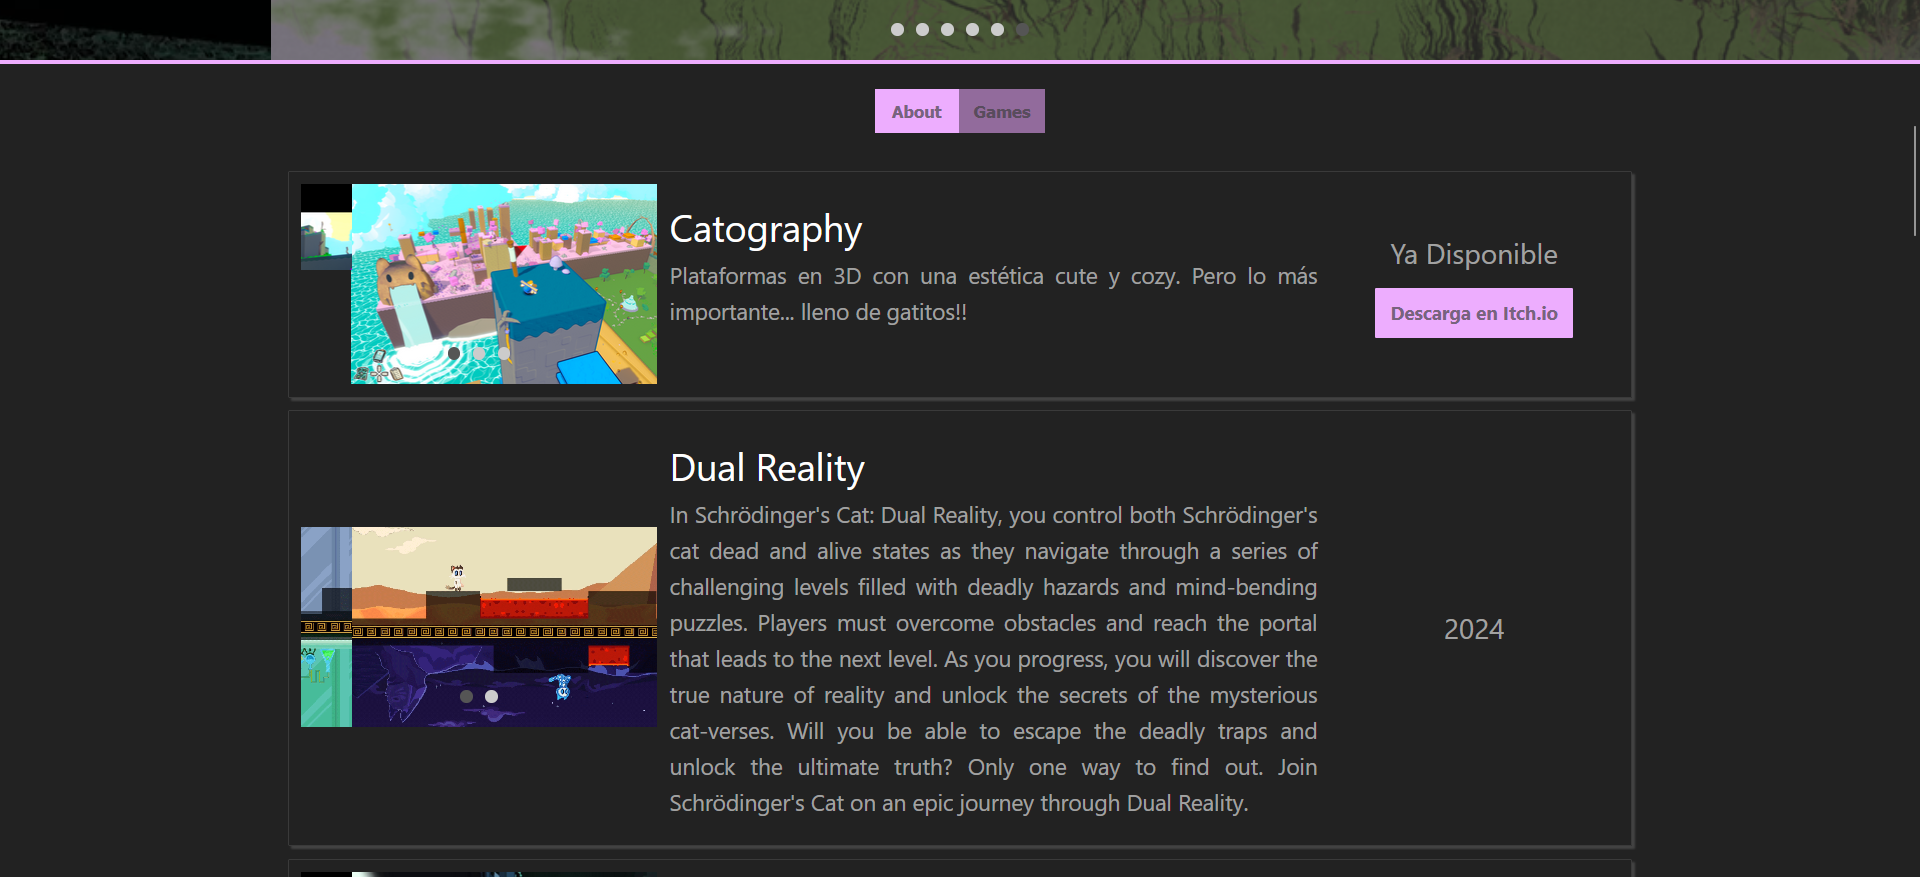 About Games
Catography
Plataformas en 3D con una estética cute y cozy. Pero lo más
importante... lleno de gatitos!!
Ya Disponible
Descarga en Itch.io
Dual Reality
In Schrödinger's Cat: Dual Reality, you control both Schrödinger's
cat dead and alive states as they navigate through a series of
challenging levels filled with deadly hazards and mind-bending
puzzles. Players must overcome obstacles and reach the portal
that leads to the next level. As you progress, you will discover the
true nature of reality and unlock the secrets of the mysterious
cat-verses. Will you be able to escape the deadly traps and
unlock the ultimate truth? Only one way to find out. Join
Schrödinger's Cat on an epic journey through Dual Reality.
2024